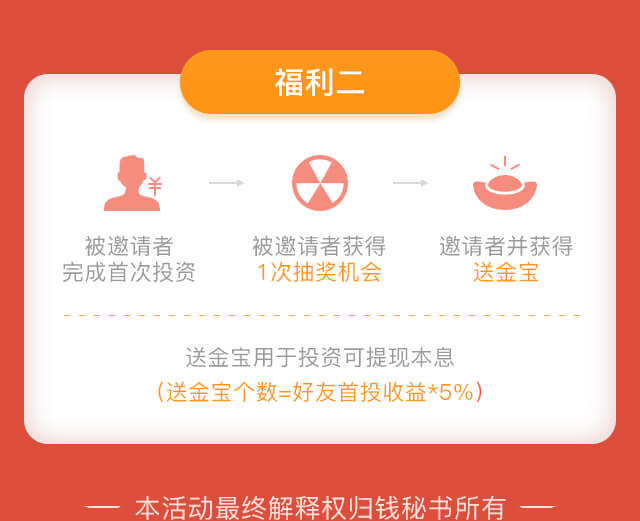 福利二
¥
被邀请者
完成首次投资
被邀请者获得
1次抽奖机会
邀请者并获得
送金宝
送金宝用于投资可提现本息
（送金宝个数=好友首投收益*5%）
本活动最终解释权归钱秘书所有